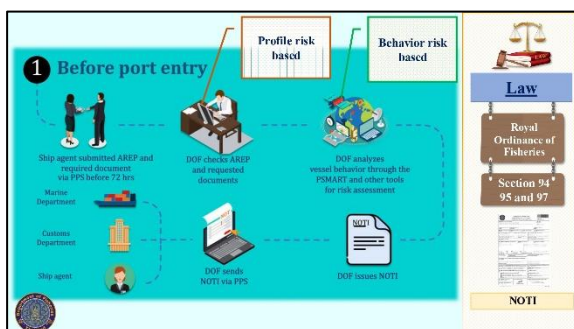 Profile risk
based
Behavior risk
based
1 Before port entry
Ship agent submitted AREP and
required document
via PPS before 72 hrs
DOF checks AREP
and requested
documents
DOF analyzes
vessel behavior through the
PSMART and other tools
for risk assessment
Marine
Department
Customs
Department
Ship agent
DOF sends
NOTI via PPS
NOTI
DOF issues NOTI
Law
Royal
Ordinance of
Fisheries
Section 94
95 and 97
NOTI